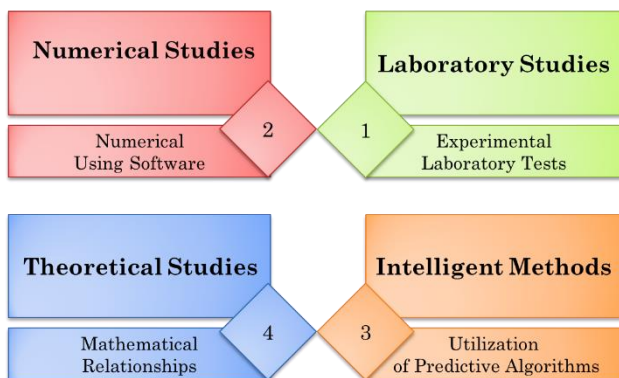 Numerical Studies
2
Numerical
Using Software
Laboratory Studies
1
Experimental
Laboratory Tests
Theoretical Studies
4
Mathematical
Relationships
Intelligent Methods
3
Utilization
of Predictive Algorithms